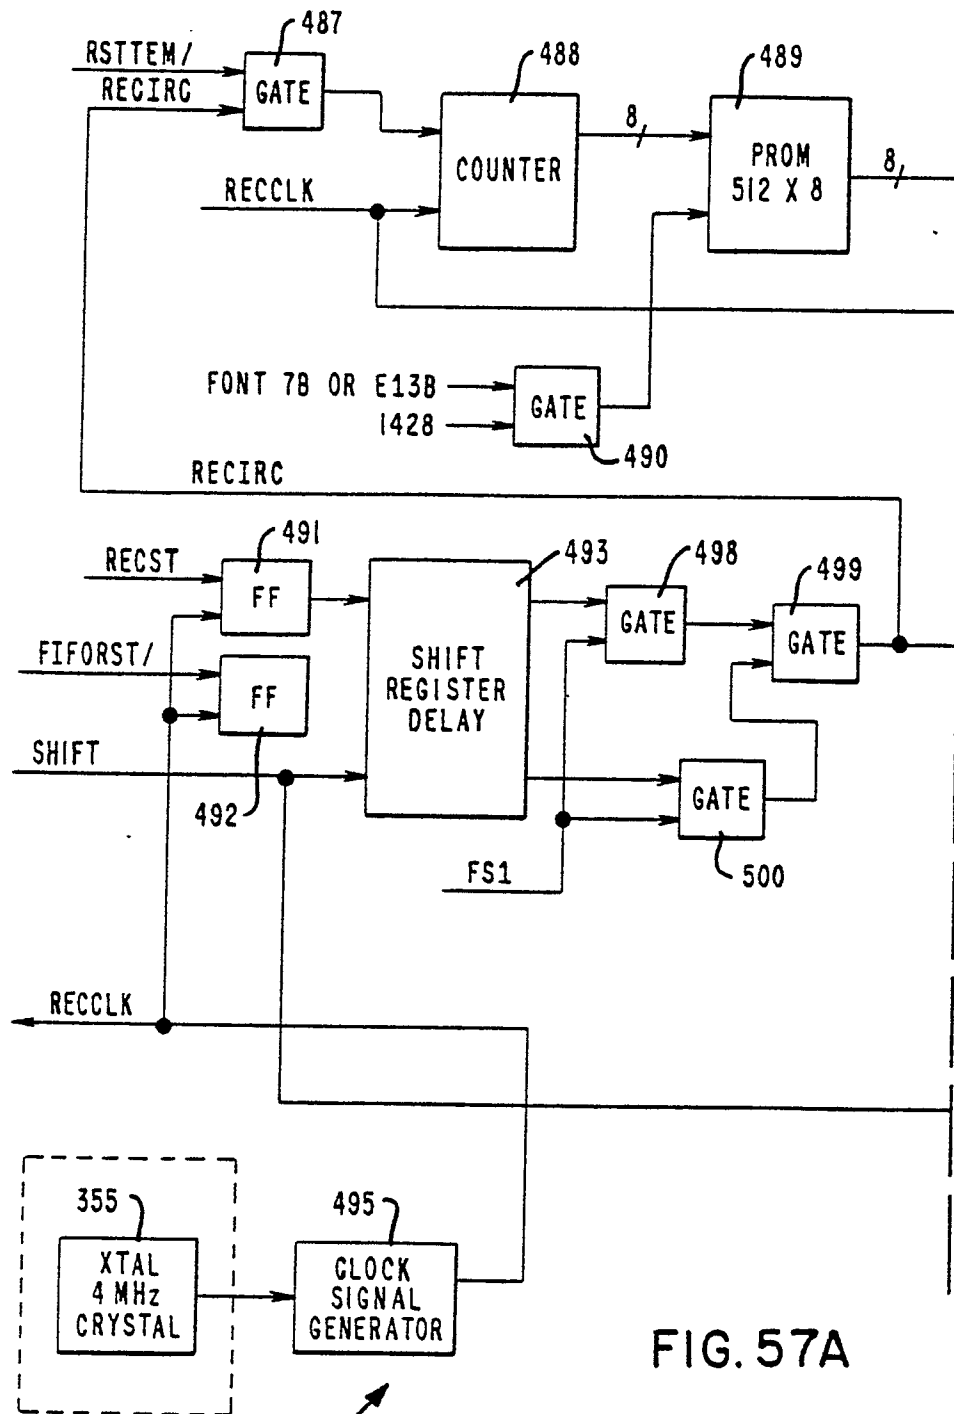 487
RSTTEM/
488
489
RECIRC
GATE
8
PROM
512 X 8
8
COUNTER
RECCLK
FONT 7B OR E13B
1428
GATE
490
RECIRC
491
RECST
FF
493
498
499
GATE
GATE
FIFORST/
FF
SHIFT
REGISTER
DELAY
SHIFT
492
GATE
500
FS1
RECCLK
355
495
XTAL
4 MHz
CRYSTAL
CLOCK
SIGNAL
GENERATOR
FIG. 57A